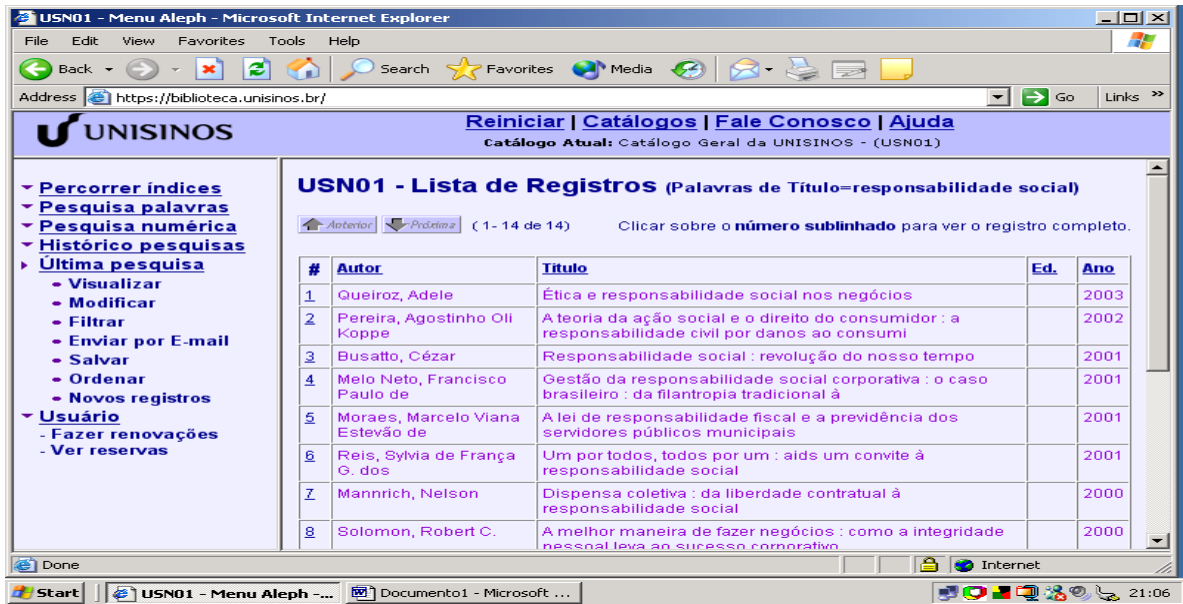 USN01 - Menu Aleph - Microsoft Internet Explorer
File Edit View Favorites Tools Help
Back Search Favorites Media
Address https://biblioteca.unisinos.br/ Go Links »
UNISINOS
Reiniciar | Catálogos | Fale Conosco | Ajuda
Catálogo Atual: Catálogo Geral da UNISINOS - (USN01)
Percorrer índices
Pesquisa palavras
Pesquisa numérica
Histórico pesquisas
Última pesquisa
Visualizar
Modificar
Filtrar
Enviar por E-mail
Salvar
Ordenar
Novos registros
Usuário
- Fazer renovações
- Ver reservas
USN01 - Lista de Registros (Palavras de Título=responsabilidade social)
Anterior Próxima ( 1- 14 de 14) Clicar sobre o número sublinhado para ver o registro completo.
# Autor Título Ed. Ano
1 Queiroz, Adele Ética e responsabilidade social nos negócios 2003
2 Pereira, Agostinho Oli A teoria da ação social e o direito do consumidor : a 2002
Koppe responsabilidade civil por danos ao consumi
3 Busatto, Cézar Responsabilidade social : revolução do nosso tempo 2001
4 Melo Neto, Francisco Gestão da responsabilidade social corporativa : o caso 2001
Paulo de brasileiro : da filantropia tradicional à
5 Moraes, Marcelo Viana A lei de responsabilidade fiscal e a previdência dos 2001
Estevão de servidores públicos municipais
6 Reis, Sylvia de França Um por todos, todos por um : aids um convite à 2001
G. dos responsabilidade social
7 Mannrich, Nelson Dispensa coletiva : da liberdade contratual à 2000
responsabilidade social
8 Solomon, Robert C. A melhor maneira de fazer negócios : como a integridade 2000
pessoal leva ao sucesso corporativo
Done Internet
Start USN01 - Menu Aleph -... Documento1 - Microsoft ... 21:06